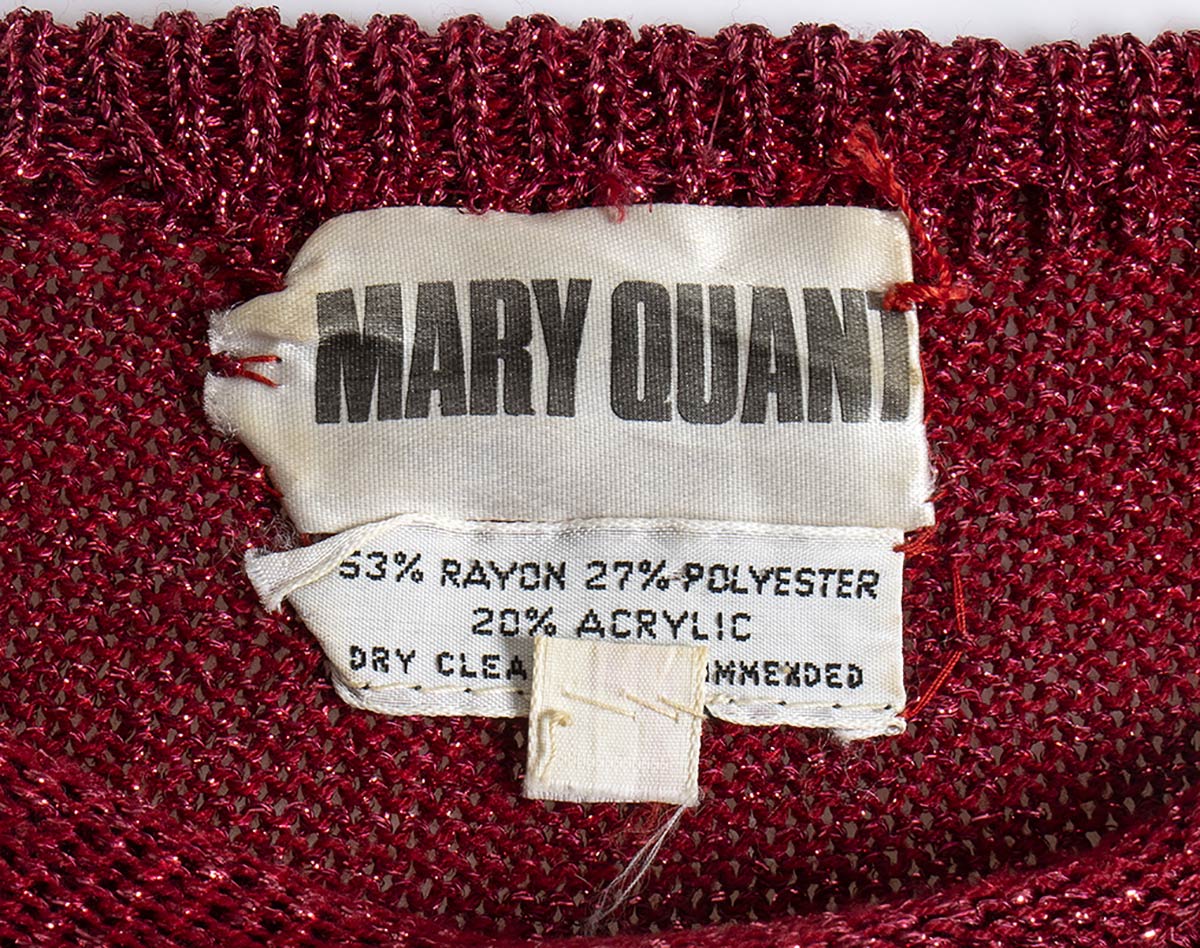 MARY QUANT
53% RAYON 27% POLYESTER
20% ACRYLIC
DRY CLEA MMENDED